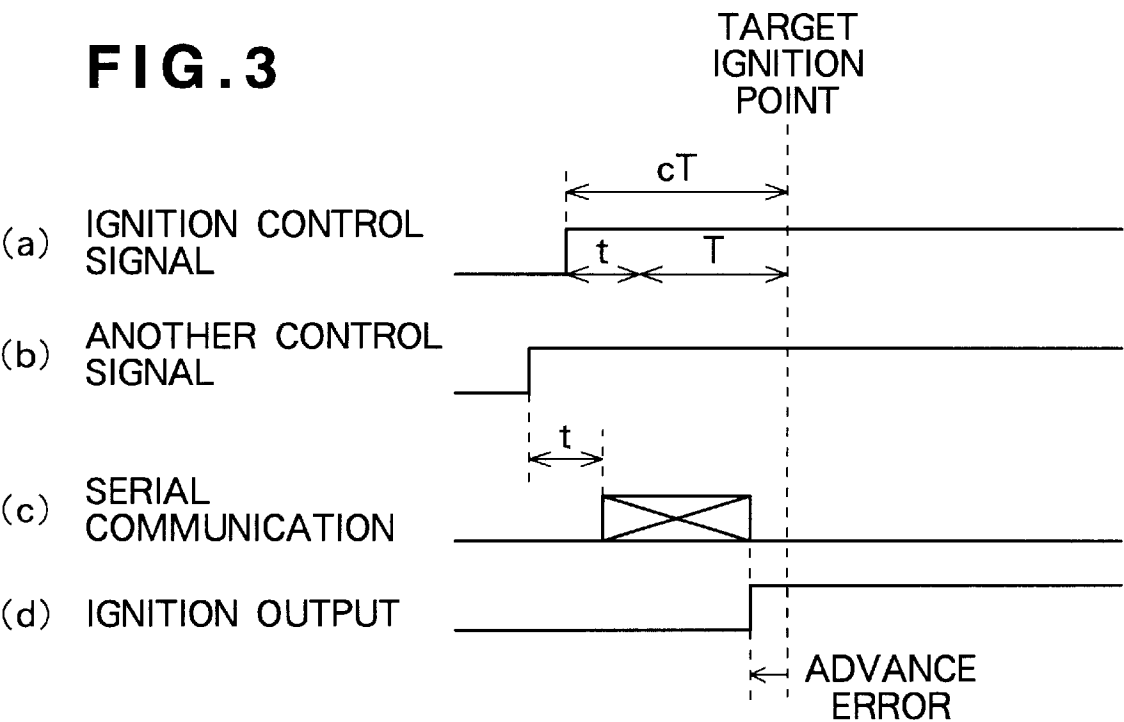 FIG.3
TARGET
IGNITION
POINT
cT
(a) IGNITION CONTROL
SIGNAL
t T
(b) ANOTHER CONTROL
SIGNAL
t
(c) SERIAL
COMMUNICATION
(d) IGNITION OUTPUT
ADVANCE
ERROR